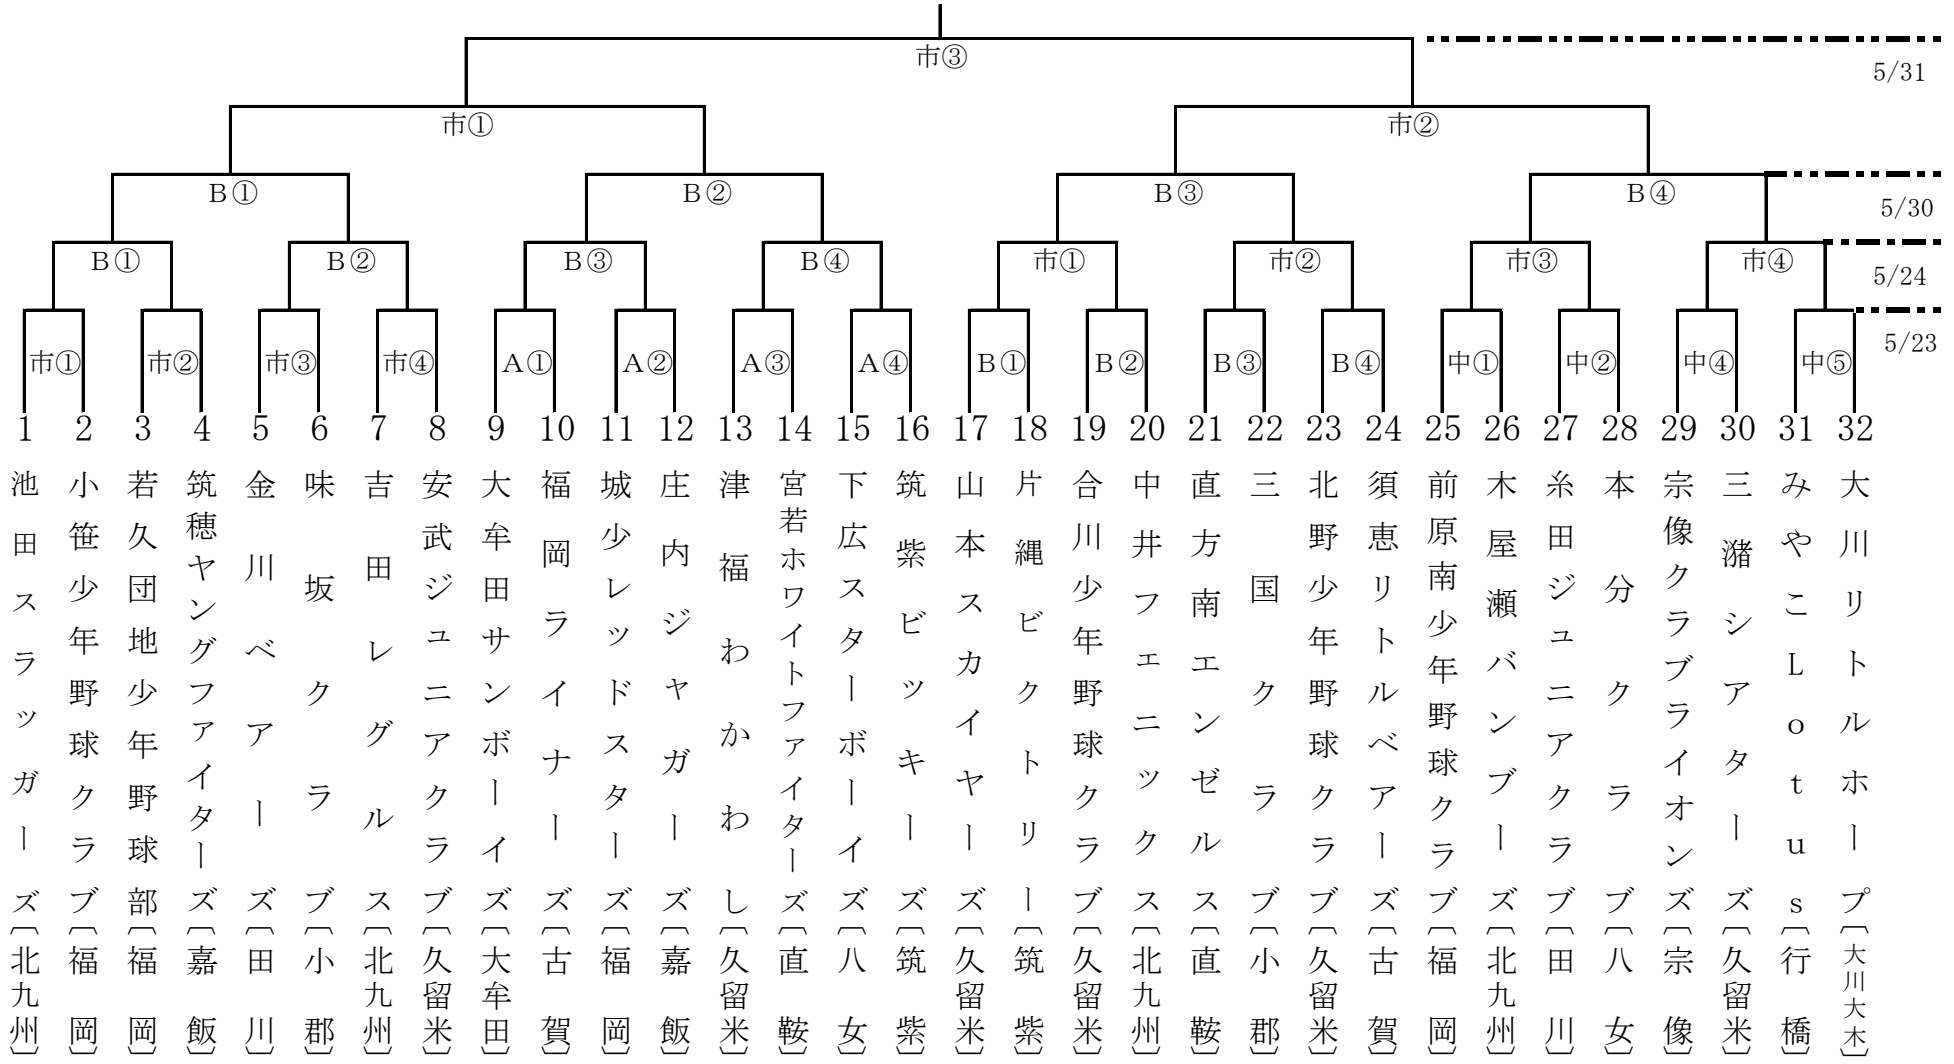 市③
5/31
市① 市②
B① B② B③ B④
5/30
B① B② B③ B④ 市① 市② 市③ 市④
5/24
市① 市② 市③ 市④ A① A② A③ A④ B① B② B③ B④ 中① 中② 中④ 中⑤
5/23
1 池田スラッガーズ〔北九州〕
2 小笹少年野球クラブ〔福岡〕
3 若久団地少年野球部〔福岡〕
4 筑穂ヤングファイターズ〔嘉飯〕
5 金川ベアーズ〔田川〕
6 味坂クラブ〔小郡〕
7 吉田レグルス〔北九州〕
8 安武ジュニアクラブ〔久留米〕
9 大牟田サンボーイズ〔大牟田〕
10 福岡ライナーズ〔古賀〕
11 城少レッドスターズ〔福岡〕
12 庄内ジャガーズ〔嘉飯〕
13 津福わかわし〔久留米〕
14 宮若ホワイトファイターズ〔直鞍〕
15 下広スターボーイズ〔八女〕
16 筑紫ビッキーズ〔筑紫〕
17 山本スカイヤーズ〔久留米〕
18 片縄ビクトリー〔筑紫〕
19 合川少年野球クラブ〔久留米〕
20 中井フェニックス〔北九州〕
21 直方南エンゼルス〔直鞍〕
22 三国クラブ〔小郡〕
23 北野少年野球クラブ〔久留米〕
24 須恵リトルベアーズ〔古賀〕
25 前原南少年野球クラブ〔福岡〕
26 木屋瀬バンブーズ〔北九州〕
27 糸田ジュニアクラブ〔田川〕
28 本分クラブ〔八女〕
29 宗像クラブライオンズ〔宗像〕
30 三潴シアターズ〔久留米〕
31 みやこLotus〔行橋〕
32 大川リトルホープ〔大川大木〕